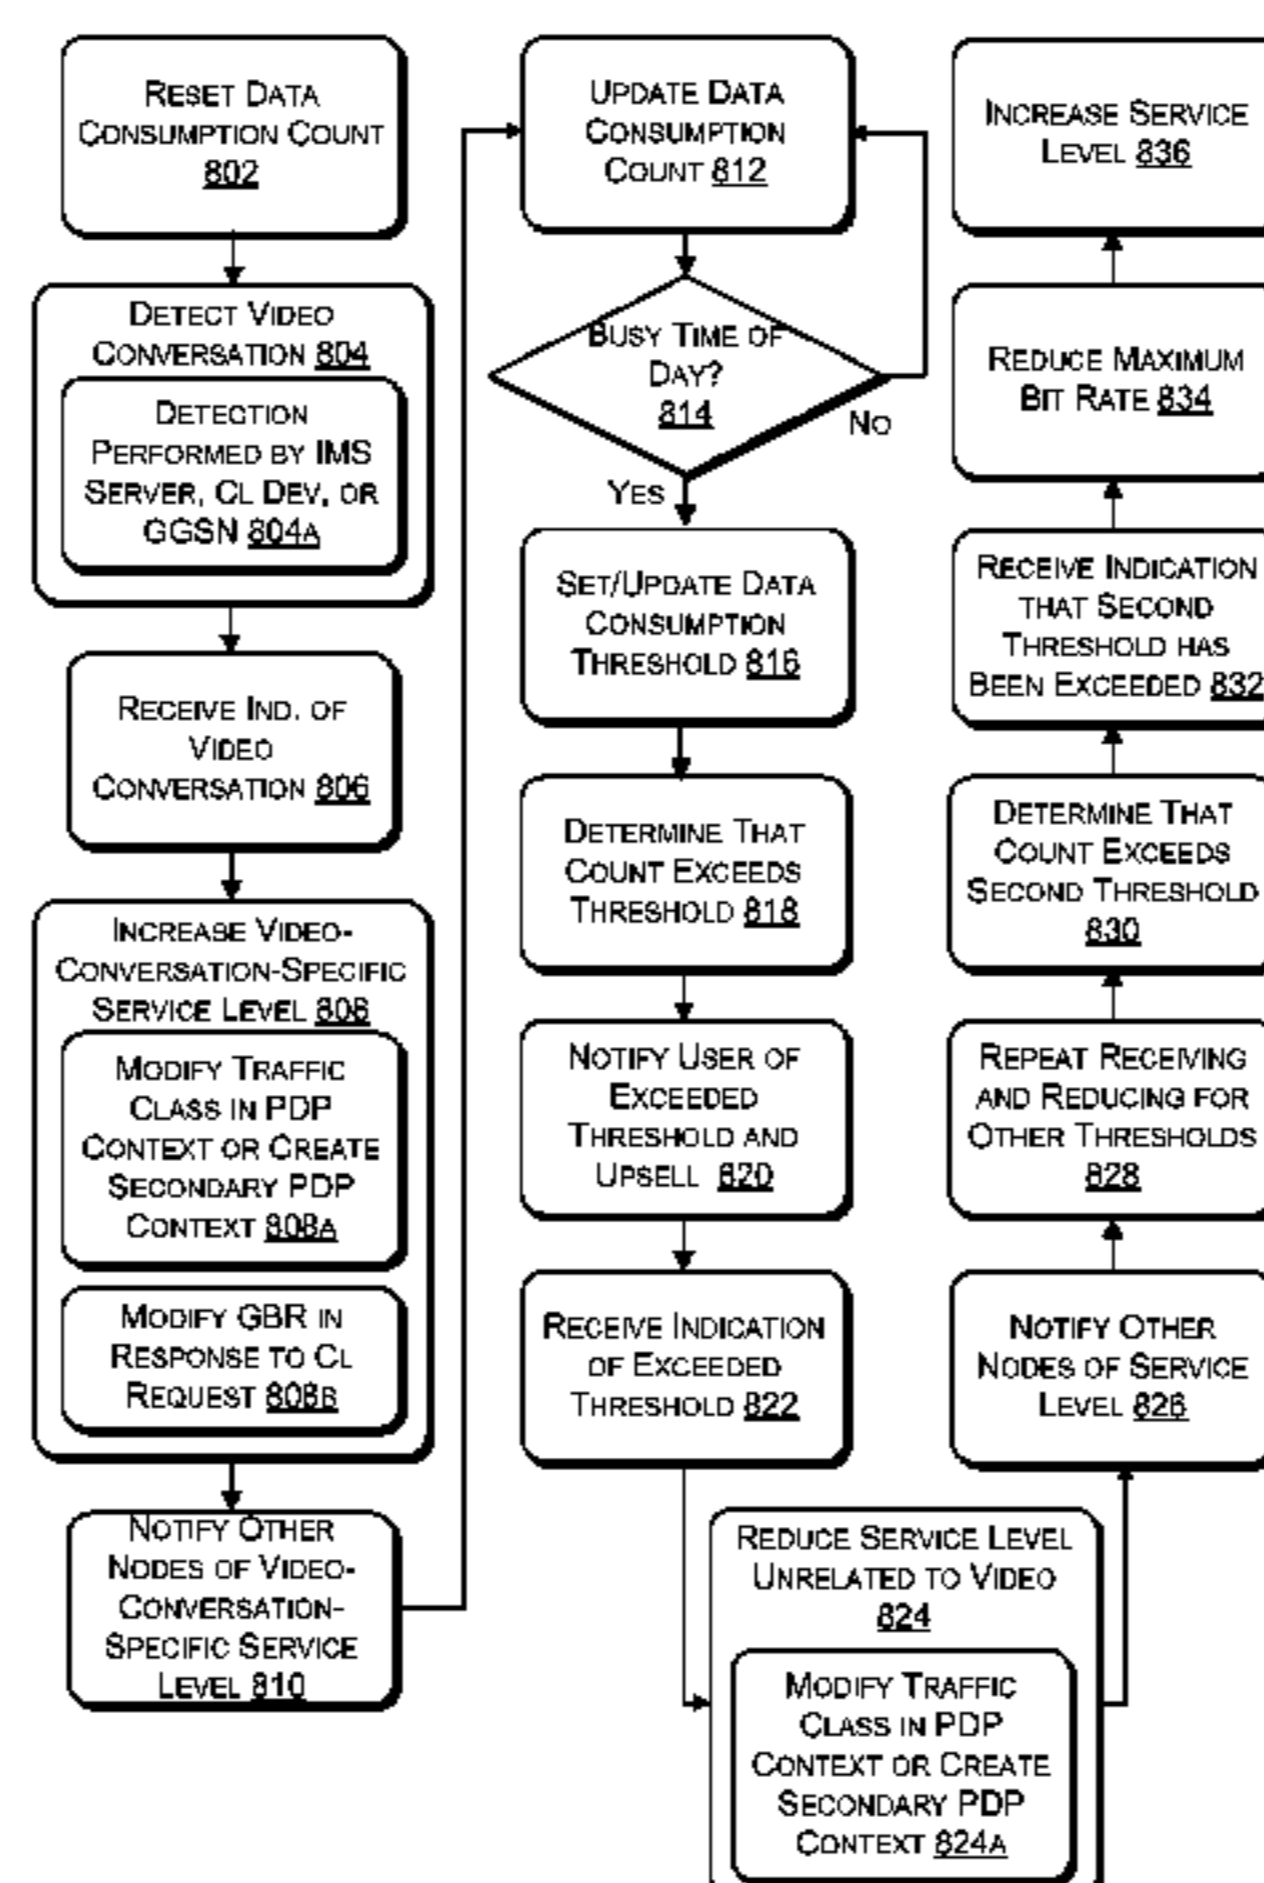 RESET DATA
CONSUMPTION COUNT
802
DETECT VIDEO
CONVERSATION 804
DETECTION
PERFORMED BY IMS
SERVER, CL DEV, OR
GGSN 804A
RECEIVE IND. OF
VIDEO
CONVERSATION 806
INCREASE VIDEO-
CONVERSATION-SPECIFIC
SERVICE LEVEL 808
MODIFY TRAFFIC
CLASS IN PDP
CONTEXT OR CREATE
SECONDARY PDP
CONTEXT 808A
MODIFY GBR IN
RESPONSE TO CL
REQUEST 808B
NOTIFY OTHER
NODES OF VIDEO-
CONVERSATION-
SPECIFIC SERVICE
LEVEL 810
UPDATE DATA
CONSUMPTION
COUNT 812
BUSY TIME OF
DAY?
814
NO
YES
SET/UPDATE DATA
CONSUMPTION
THRESHOLD 816
DETERMINE THAT
COUNT EXCEEDS
THRESHOLD 818
NOTIFY USER OF
EXCEEDED
THRESHOLD AND
UPSELL 820
RECEIVE INDICATION
OF EXCEEDED
THRESHOLD 822
REDUCE SERVICE LEVEL
UNRELATED TO VIDEO
824
MODIFY TRAFFIC
CLASS IN PDP
CONTEXT OR CREATE
SECONDARY PDP
CONTEXT 824A
NOTIFY OTHER
NODES OF SERVICE
LEVEL 826
REPEAT RECEIVING
AND REDUCING FOR
OTHER THRESHOLDS
828
DETERMINE THAT
COUNT EXCEEDS
SECOND THRESHOLD
830
RECEIVE INDICATION
THAT SECOND
THRESHOLD HAS
BEEN EXCEEDED 832
REDUCE MAXIMUM
BIT RATE 834
INCREASE SERVICE
LEVEL 836